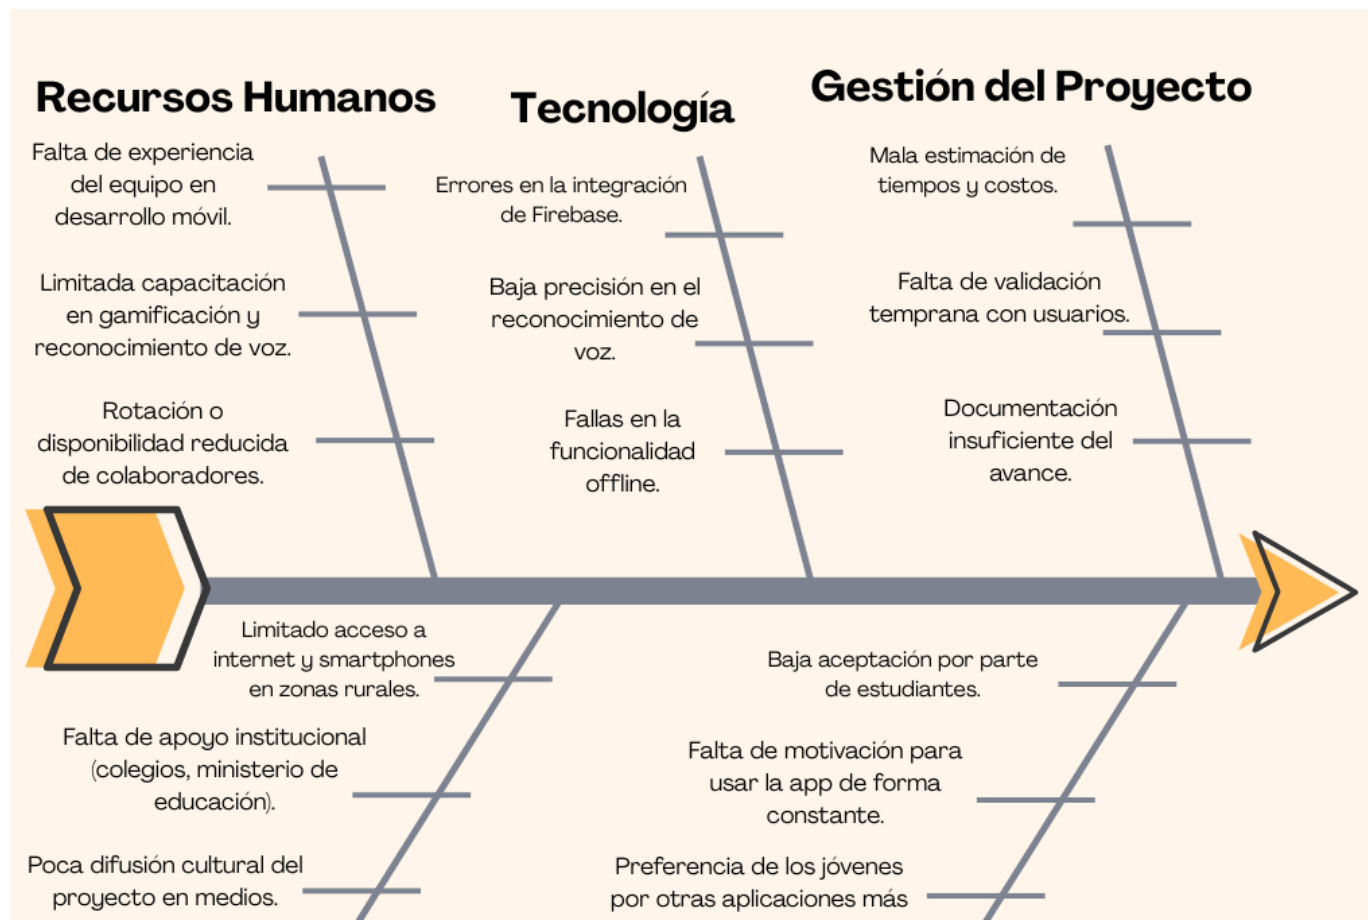 Recursos Humanos
Falta de experiencia
del equipo en
desarrollo móvil.
Limitada capacitación
en gamificación y
reconocimiento de voz.
Rotación o
disponibilidad reducida
de colaboradores.
Tecnología
Errores en la integración
de Firebase.
Baja precisión en el
reconocimiento de
voz.
Fallas en la
funcionalidad
offline.
Gestión del Proyecto
Mala estimación de
tiempos y costos.
Falta de validación
temprana con usuarios.
Documentación
insuficiente del
avance.
Limitado acceso a
internet y smartphones
en zonas rurales.
Falta de apoyo institucional
(colegios, ministerio de
educación).
Poca difusión cultural del
proyecto en medios.
Baja aceptación por parte
de estudiantes.
Falta de motivación para
usar la app de forma
constante.
Preferencia de los jóvenes
por otras aplicaciones más